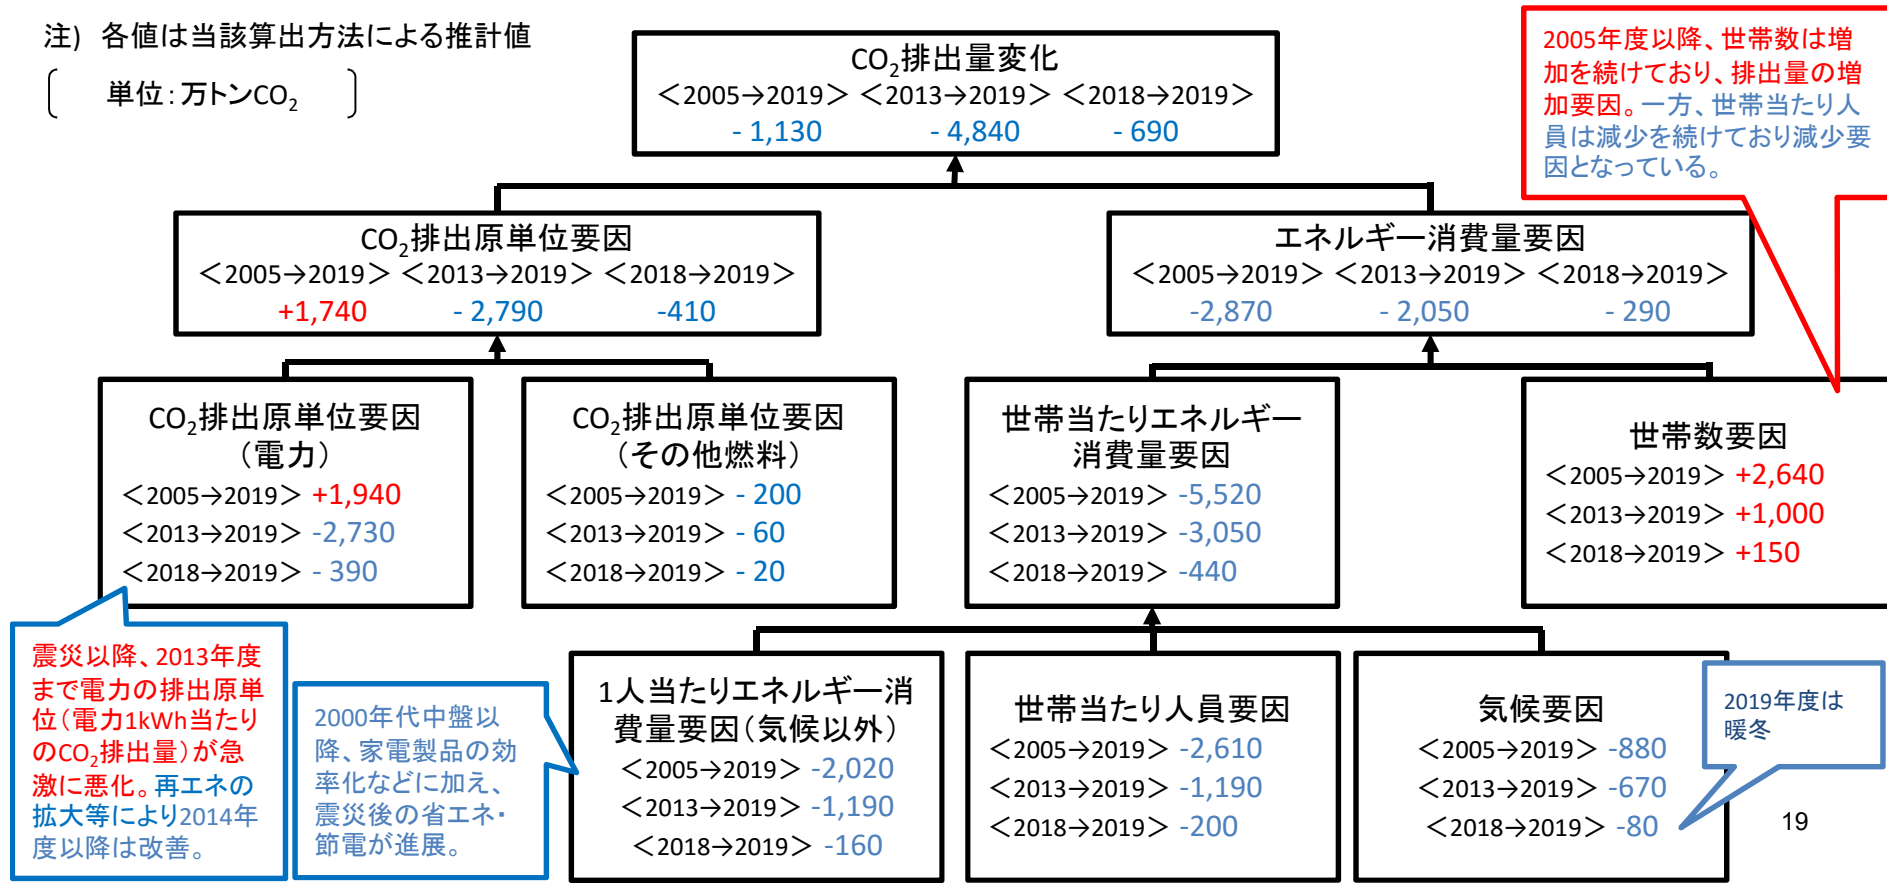 注) 各値は当該算出方法による推計値
単位：万トンCO2
CO2排出量変化
＜2005→2019＞ ＜2013→2019＞ ＜2018→2019＞
- 1,130 - 4,840 - 690
2005年度以降、世帯数は増
加を続けており、排出量の増
加要因。一方、世帯当たり人
員は減少を続けており減少要
因となっている。
CO2排出原単位要因
＜2005→2019＞ ＜2013→2019＞ ＜2018→2019＞
+1,740 - 2,790 -410
エネルギー消費量要因
＜2005→2019＞ ＜2013→2019＞ ＜2018→2019＞
-2,870 - 2,050 - 290
CO2排出原単位要因
（電力）
＜2005→2019＞ +1,940
＜2013→2019＞ -2,730
＜2018→2019＞ - 390
CO2排出原単位要因
（その他燃料）
＜2005→2019＞ - 200
＜2013→2019＞ - 60
＜2018→2019＞ - 20
世帯当たりエネルギー
消費量要因
＜2005→2019＞ -5,520
＜2013→2019＞ -3,050
＜2018→2019＞ -440
世帯数要因
＜2005→2019＞ +2,640
＜2013→2019＞ +1,000
＜2018→2019＞ +150
震災以降、2013年度
まで電力の排出原単
位（電力1kWh当たり
のCO2排出量）が急
激に悪化。再エネの
拡大等により2014年
度以降は改善。
2000年代中盤以
降、家電製品の効
率化などに加え、
震災後の省エネ・
節電が進展。
1人当たりエネルギー消
費量要因（気候以外）
＜2005→2019＞ -2,020
＜2013→2019＞ -1,190
＜2018→2019＞ -160
世帯当たり人員要因
＜2005→2019＞ -2,610
＜2013→2019＞ -1,190
＜2018→2019＞ -200
気候要因
＜2005→2019＞ -880
＜2013→2019＞ -670
＜2018→2019＞ -80
2019年度は
暖冬
19